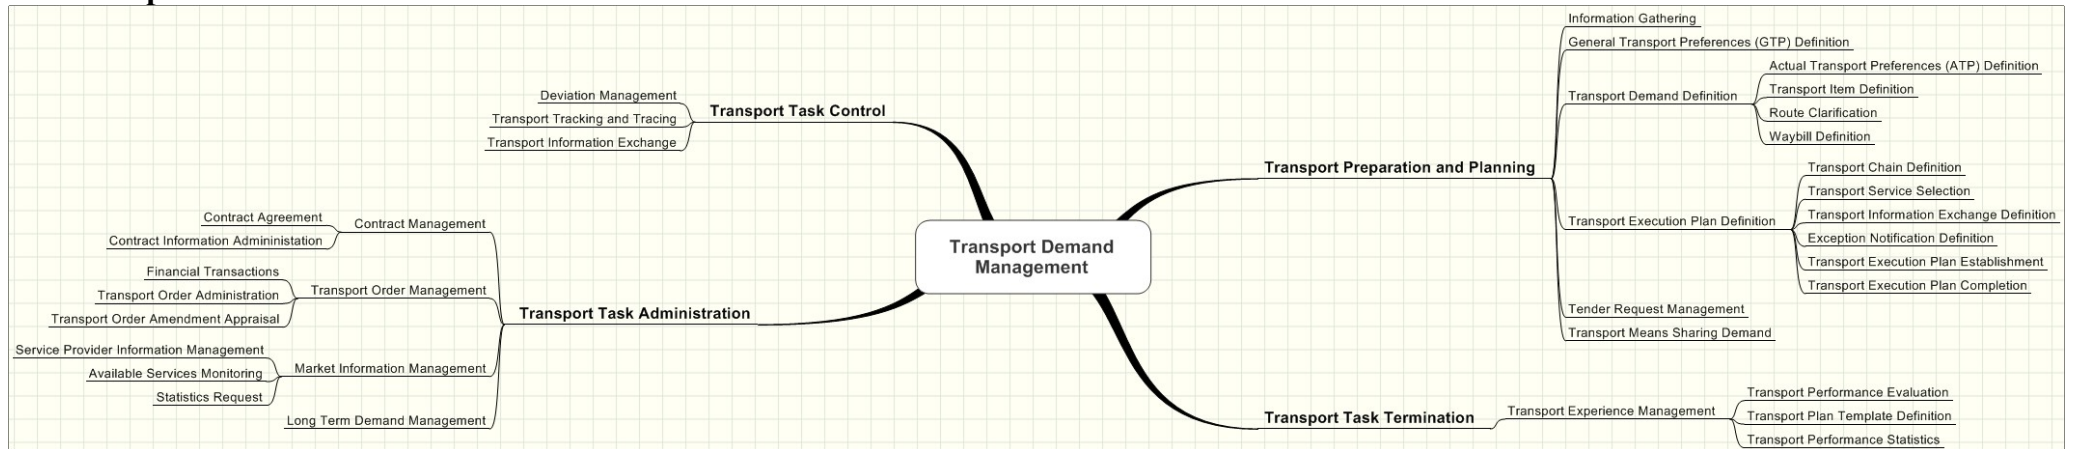 Information Gathering
General Transport Preferences (GTP) Definition
Actual Transport Preferences (ATP) Definition
Transport Item Definition
Transport Demand Definition
Route Clarification
Waybill Definition
Deviation Management
Transport Tracking and Tracing
Transport Information Exchange
Transport Task Control
Transport Preparation and Planning
Transport Chain Definition
Transport Service Selection
Transport Information Exchange Definition
Transport Execution Plan Definition
Exception Notification Definition
Transport Execution Plan Establishment
Transport Execution Plan Completion
Tender Request Management
Transport Means Sharing Demand
Transport Demand
Management
Contract Agreement
Contract Information Admininistation
Contract Management
Financial Transactions
Transport Order Administration
Transport Order Amendment Appraisal
Transport Order Management
Transport Task Administration
Service Provider Information Management
Available Services Monitoring
Statistics Request
Market Information Management
Long Term Demand Management
Transport Task Termination
Transport Experience Management
Transport Performance Evaluation
Transport Plan Template Definition
Transport Performance Statistics